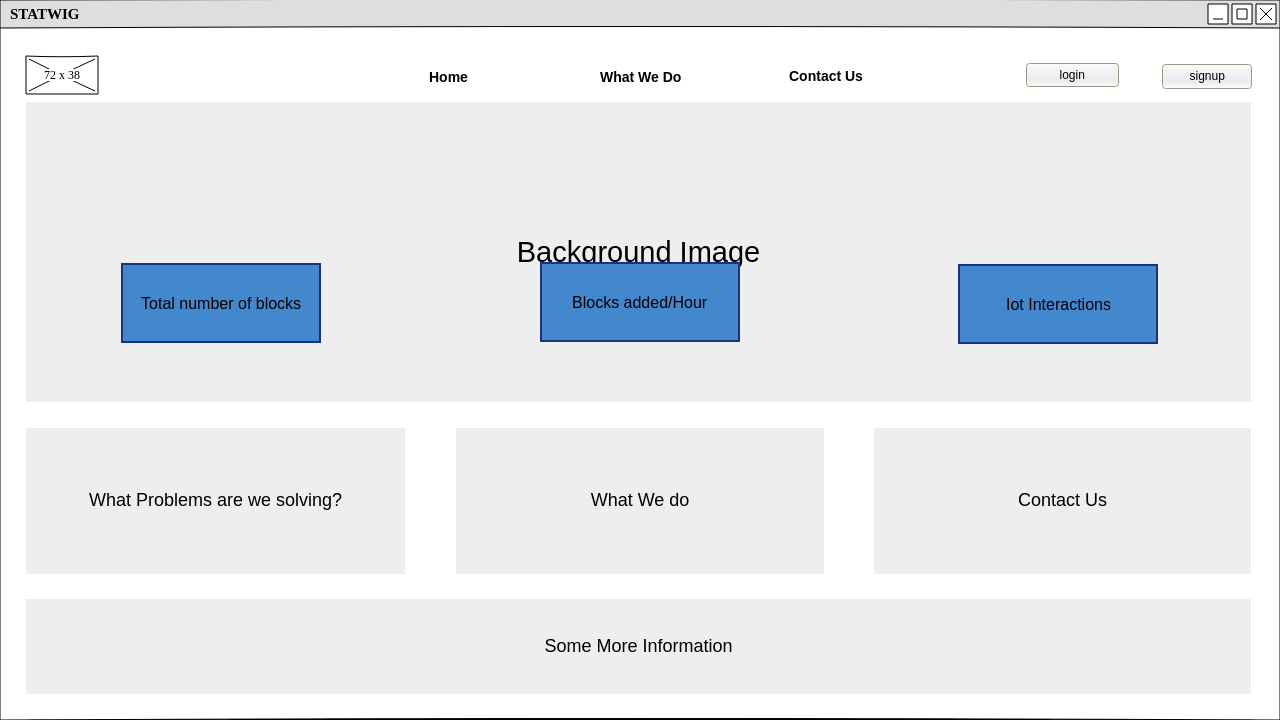 STATWIG
72 x 38
Home
What We Do
Contact Us
login
signup
Background Image
Total number of blocks
Blocks added/Hour
Iot Interactions
What Problems are we solving?
What We do
Contact Us
Some More Information